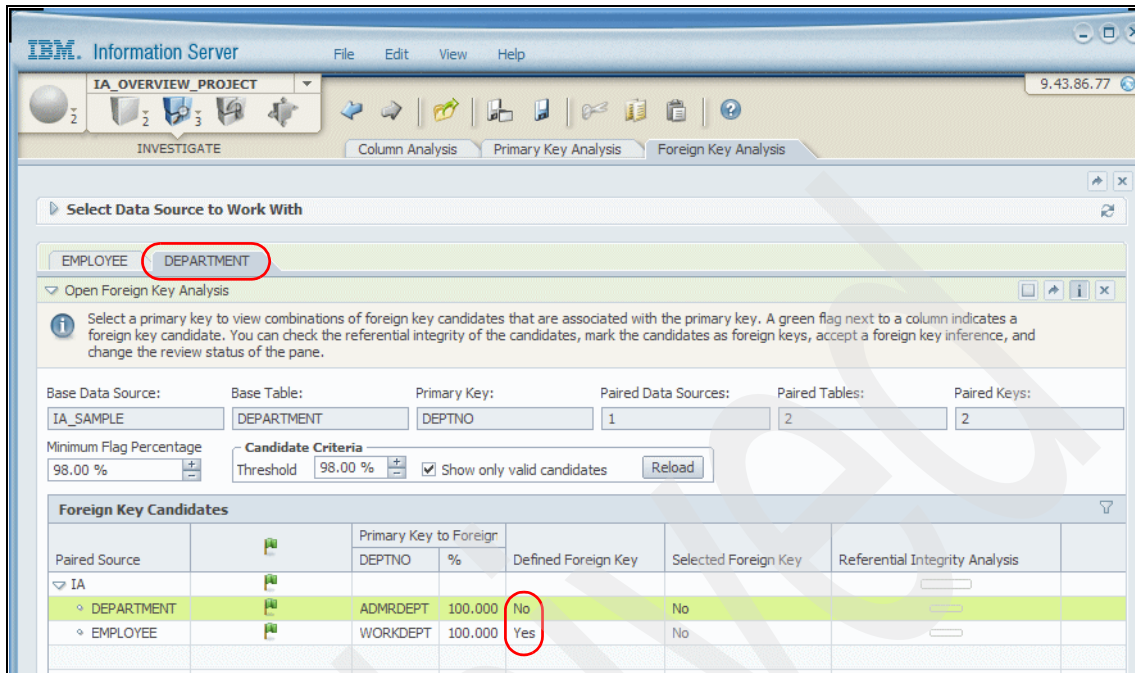 IBM. Information Server File Edit View Help
IA_OVERVIEW_PROJECT 9.43.86.77
2 2 3
INVESTIGATE Column Analysis Primary Key Analysis Foreign Key Analysis
Select Data Source to Work With
EMPLOYEE DEPARTMENT
Open Foreign Key Analysis
Select a primary key to view combinations of foreign key candidates that are associated with the primary key. A green flag next to a column indicates a
foreign key candidate. You can check the referential integrity of the candidates, mark the candidates as foreign keys, accept a foreign key inference, and
change the review status of the pane.
Base Data Source: Base Table: Primary Key: Paired Data Sources: Paired Tables: Paired Keys:
IA_SAMPLE DEPARTMENT DEPTNO 1 2 2
Minimum Flag Percentage Candidate Criteria
98.00 % Threshold 98.00 % Show only valid candidates Reload
Foreign Key Candidates
Primary Key to Foreign
Paired Source DEPTNO % Defined Foreign Key Selected Foreign Key Referential Integrity Analysis
IA
DEPARTMENT ADMRDEPT 100.000 No No
EMPLOYEE WORKDEPT 100.000 Yes No